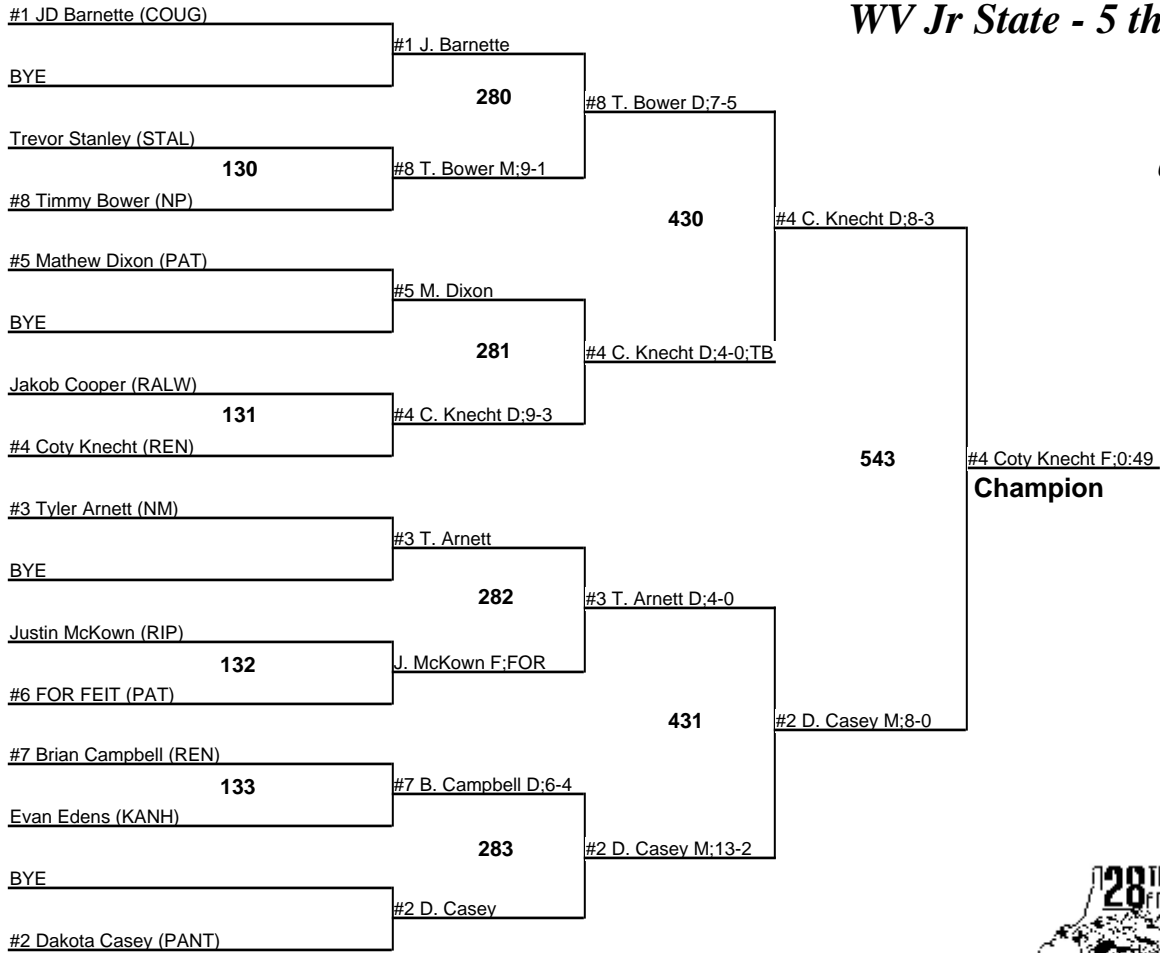 WV Jr State - 5 th
#1 JD Barnette (COUG)
BYE
Trevor Stanley (STAL)
130
#8 Timmy Bower (NP)
#5 Mathew Dixon (PAT)
BYE
Jakob Cooper (RALW)
131
#4 Coty Knecht (REN)
#3 Tyler Arnett (NM)
BYE
Justin McKown (RIP)
132
#6 FOR FEIT (PAT)
#7 Brian Campbell (REN)
133
Evan Edens (KANH)
BYE
#2 Dakota Casey (PANT)
#1 J. Barnette
280
#8 T. Bower M;9-1
#5 M. Dixon
281
#4 C. Knecht D;9-3
#3 T. Arnett
282
J. McKown F;FOR
#7 B. Campbell D;6-4
283
#2 D. Casey
#8 T. Bower D;7-5
430
#4 C. Knecht D;4-0;TB
#3 T. Arnett D;4-0
431
#2 D. Casey M;13-2
#4 C. Knecht D;8-3
543
#2 D. Casey M;8-0
#4 Coty Knecht F;0:49
Champion
28